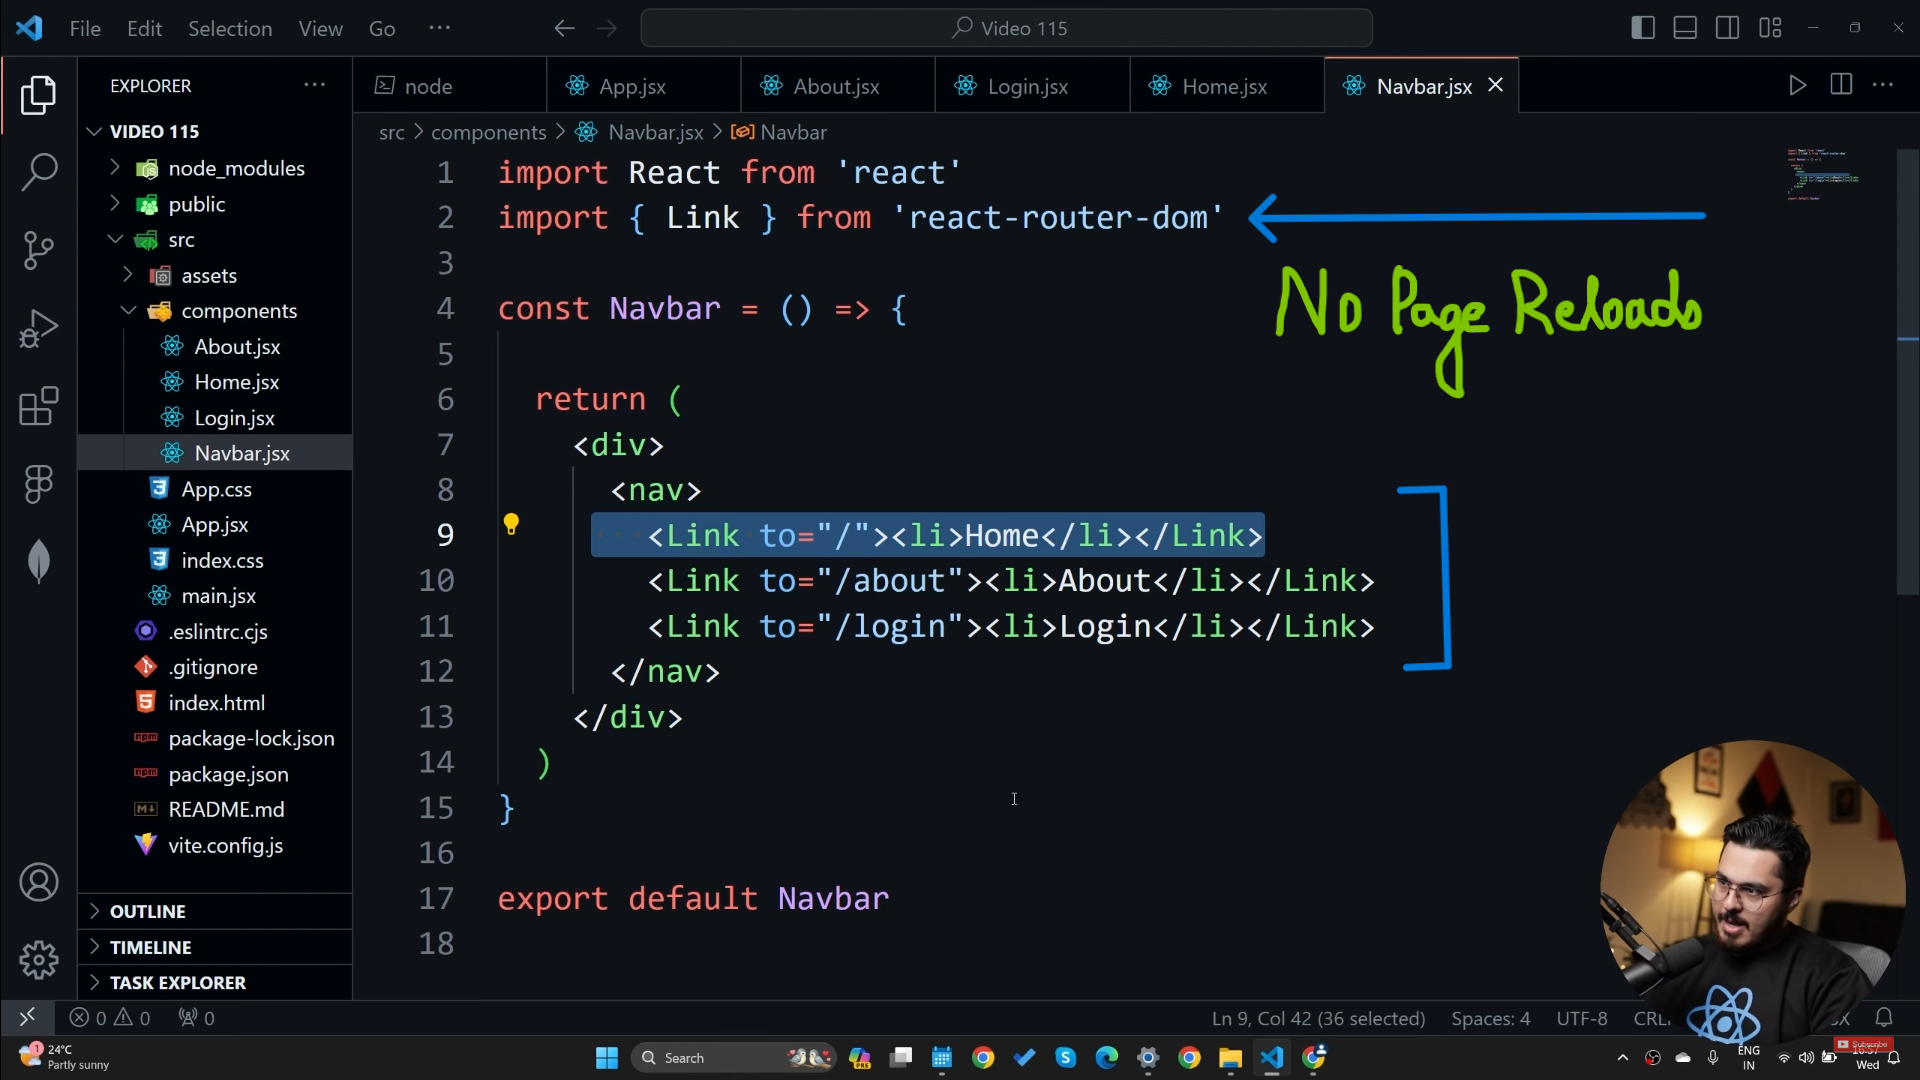 File Edit Selection View Go ···
Video 115
EXPLORER ···
VIDEO 115
node_modules
public
src
assets
components
About.jsx
Home.jsx
Login.jsx
Navbar.jsx
App.css
App.jsx
index.css
main.jsx
.eslintrc.cjs
.gitignore
index.html
package-lock.json
package.json
README.md
vite.config.js
OUTLINE
TIMELINE
TASK EXPLORER
node App.jsx About.jsx Login.jsx Home.jsx Navbar.jsx
src > components > Navbar.jsx > Navbar
1 import React from 'react'
2 import { Link } from 'react-router-dom'
3
4 const Navbar = () => {
5
6 return (
7 <div>
8 <nav>
9 <Link to="/"><li>Home</li></Link>
10 <Link to="/about"><li>About</li></Link>
11 <Link to="/login"><li>Login</li></Link>
12 </nav>
13 </div>
14 )
15 }
16
17 export default Navbar
18
No Page Reloads
0 0 0
Ln 9, Col 42 (36 selected) Spaces: 4 UTF-8
1
24°C
Partly sunny
Search
PRE
ENG
IN
Subscribe
Wed